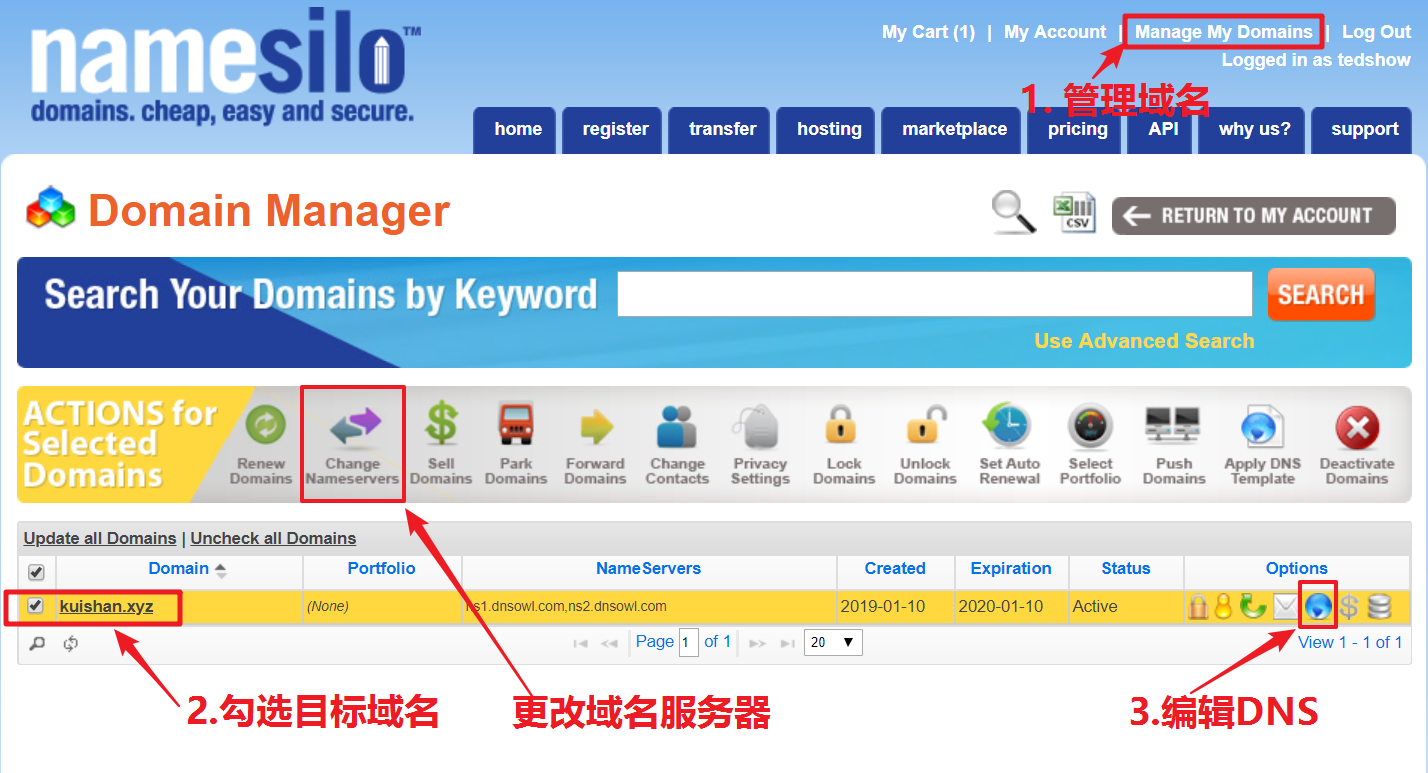 namesilo™
domains. cheap, easy and secure.
My Cart (1) | My Account | Manage My Domains | Log Out
Logged in as tedshow
1. 管理域名
home register transfer hosting marketplace pricing API why us? support
Domain Manager
CSV
RETURN TO MY ACCOUNT
Search Your Domains by Keyword
SEARCH
Use Advanced Search
ACTIONS for
Selected
Domains
Renew
Domains
Change
Nameservers
Sell
Domains
Park
Domains
Forward
Domains
Change
Contacts
Privacy
Settings
Lock
Domains
Unlock
Domains
Set Auto
Renewal
Select
Portfolio
Push
Domains
Apply DNS
Template
Deactivate
Domains
Update all Domains | Uncheck all Domains
Domain Portfolio NameServers Created Expiration Status Options
kuishan.xyz (None) ns1.dnsowl.com,ns2.dnsowl.com 2019-01-10 2020-01-10 Active
Page 1 of 1 20 View 1 - 1 of 1
2.勾选目标域名
更改域名服务器
3.编辑DNS